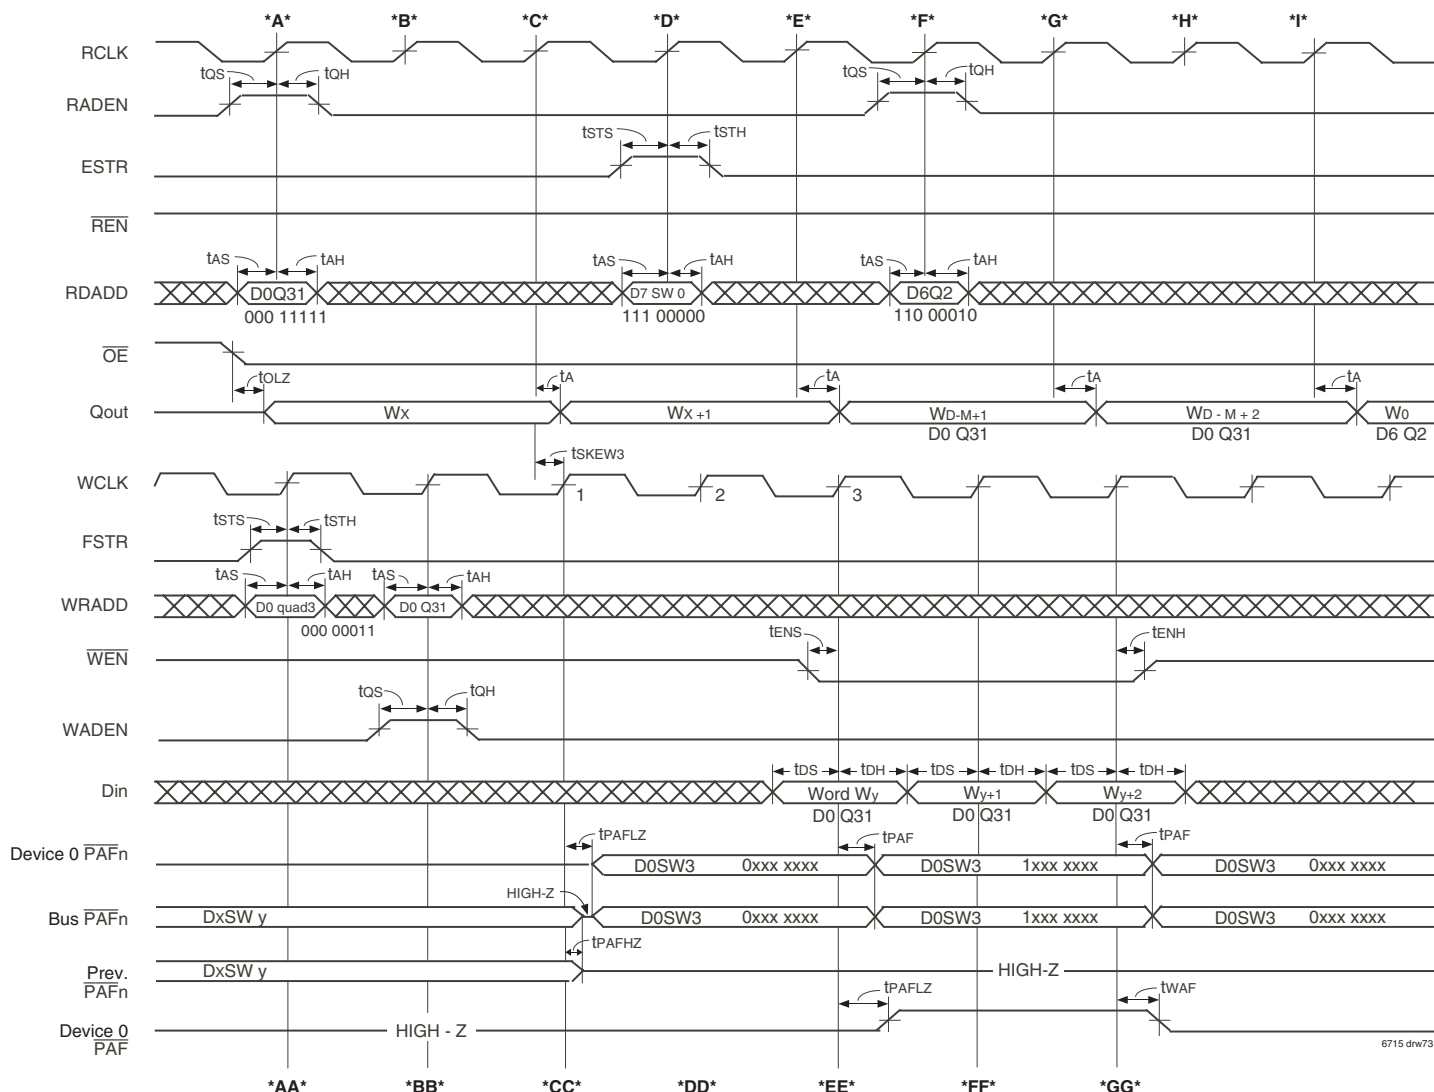 *A* *B* *C* *D* *E* *F* *G* *H* *I*
RCLK
tQS tQH tQS tQH
RADEN
tSTS tSTH
ESTR
REN
tAS tAH tAS tAH tAS tAH
RDADD D0Q31 D7 SW 0 D6Q2
000 11111 111 00000 110 00010
OE
tOLZ tA tA tA tA
Qout WX WX +1 WD-M+1 WD - M + 2 W0
D0 Q31 D0 Q31 D6 Q2
tSKEW3
WCLK 1 2 3
tSTS tSTH
FSTR
tAS tAH tAS tAH
WRADD D0 quad3 D0 Q31
000 00011
tENS tENH
WEN
tQS tQH
WADEN
tDS tDH tDS tDH tDS tDH
Din Word Wy Wy+1 Wy+2
D0 Q31 D0 Q31 D0 Q31
tPAFLZ tPAF tPAF
Device 0 PAFn D0SW3 0xxx xxxx D0SW3 1xxx xxxx D0SW3 0xxx xxxx
HIGH-Z
Bus PAFn DxSW y D0SW3 0xxx xxxx D0SW3 1xxx xxxx D0SW3 0xxx xxxx
tPAFHZ
Prev. DxSW y HIGH-Z
PAFn
tPAFLZ tWAF
Device 0 HIGH - Z
PAF
6715 drw73
*AA* *BB* *CC* *DD* *EE* *FF* *GG*